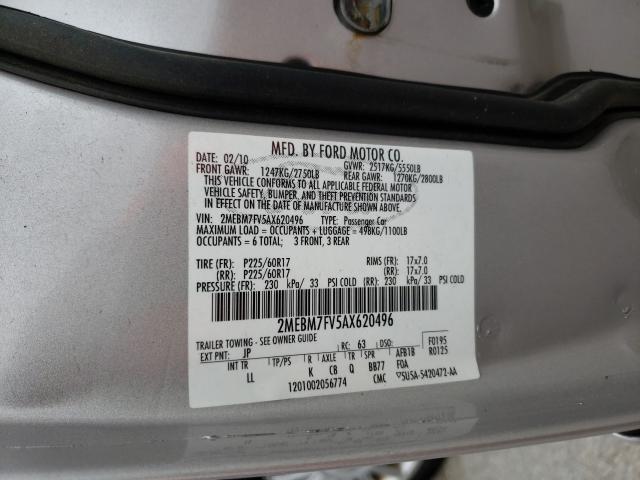 MFD. BY FORD MOTOR CO.
DATE: 02/10 GVWR: 2517KG/5550LB
FRONT GAWR: 1247KG/2750LB REAR GAWR: 1270KG/2800LB
THIS VEHICLE CONFORMS TO ALL APPLICABLE FEDERAL MOTOR
VEHICLE SAFETY, BUMPER, AND THEFT PREVENTION STANDARDS
IN EFFECT ON THE DATE OF MANUFACTURE SHOWN ABOVE.
VIN: 2MEBM7FV5AX620496 TYPE: Passenger Car
MAXIMUM LOAD = OCCUPANTS + LUGGAGE = 498KG/1100LB
OCCUPANTS = 6 TOTAL; 3 FRONT, 3 REAR
TIRE (FR): P225/60R17 RIMS (FR): 17x7.0
(RR): P225/60R17 (RR): 17x7.0
PRESSURE (FR): 230 kPa/ 33 PSI COLD (RR): 230 kPa/ 33 PSI COLD
2MEBM7FV5AX620496
TRAILER TOWING - SEE OWNER GUIDE
EXT PNT: JP RC: 63 DSO: F0195
INT TR TP/PS R AXLE TR SPR AFB1B R0125
LL K CB Q BB77 F0A
1201002056774 CMC 5U5A-5420472-AA